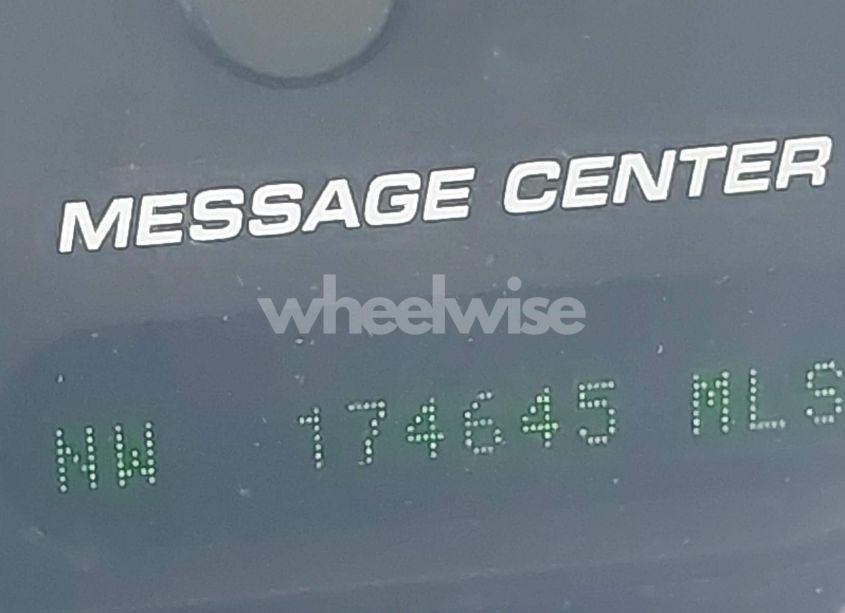 MESSAGE CENTER
wheelwise
NW 174645 MLS